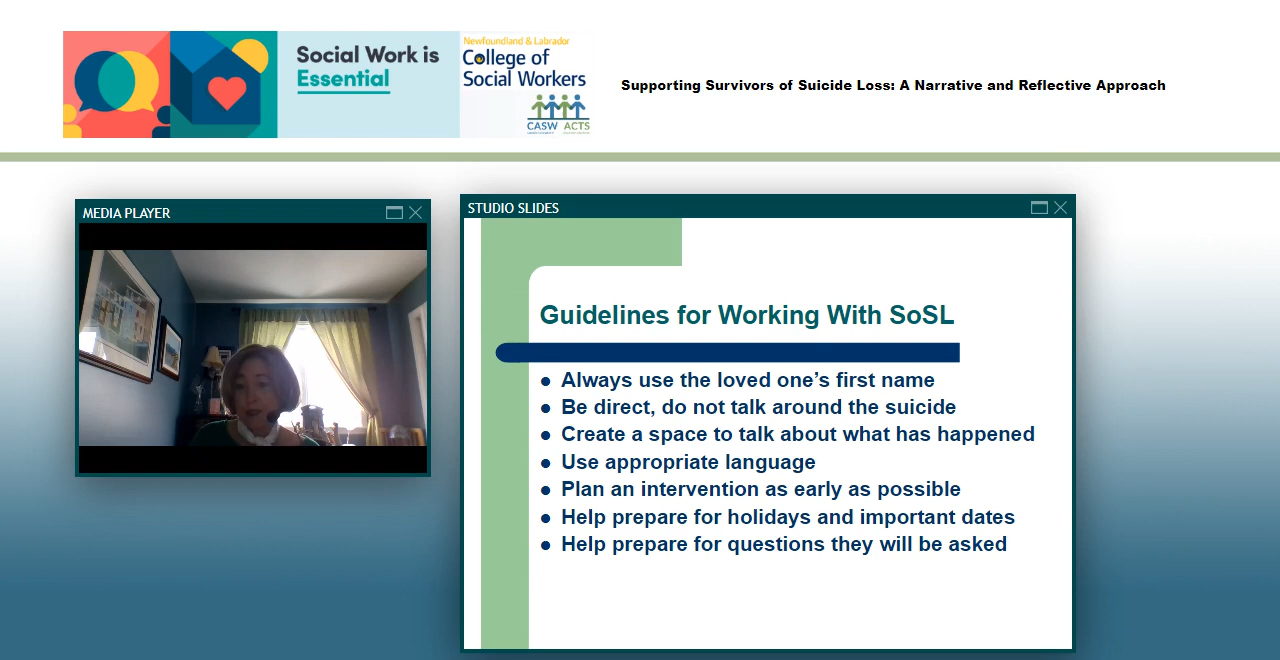 Social Work is
Essential
Newfoundland & Labrador
College of
Social Workers
CASW ACTS
Supporting Survivors of Suicide Loss: A Narrative and Reflective Approach
MEDIA PLAYER
STUDIO SLIDES
Guidelines for Working With SoSL
● Always use the loved one’s first name
● Be direct, do not talk around the suicide
● Create a space to talk about what has happened
● Use appropriate language
● Plan an intervention as early as possible
● Help prepare for holidays and important dates
● Help prepare for questions they will be asked